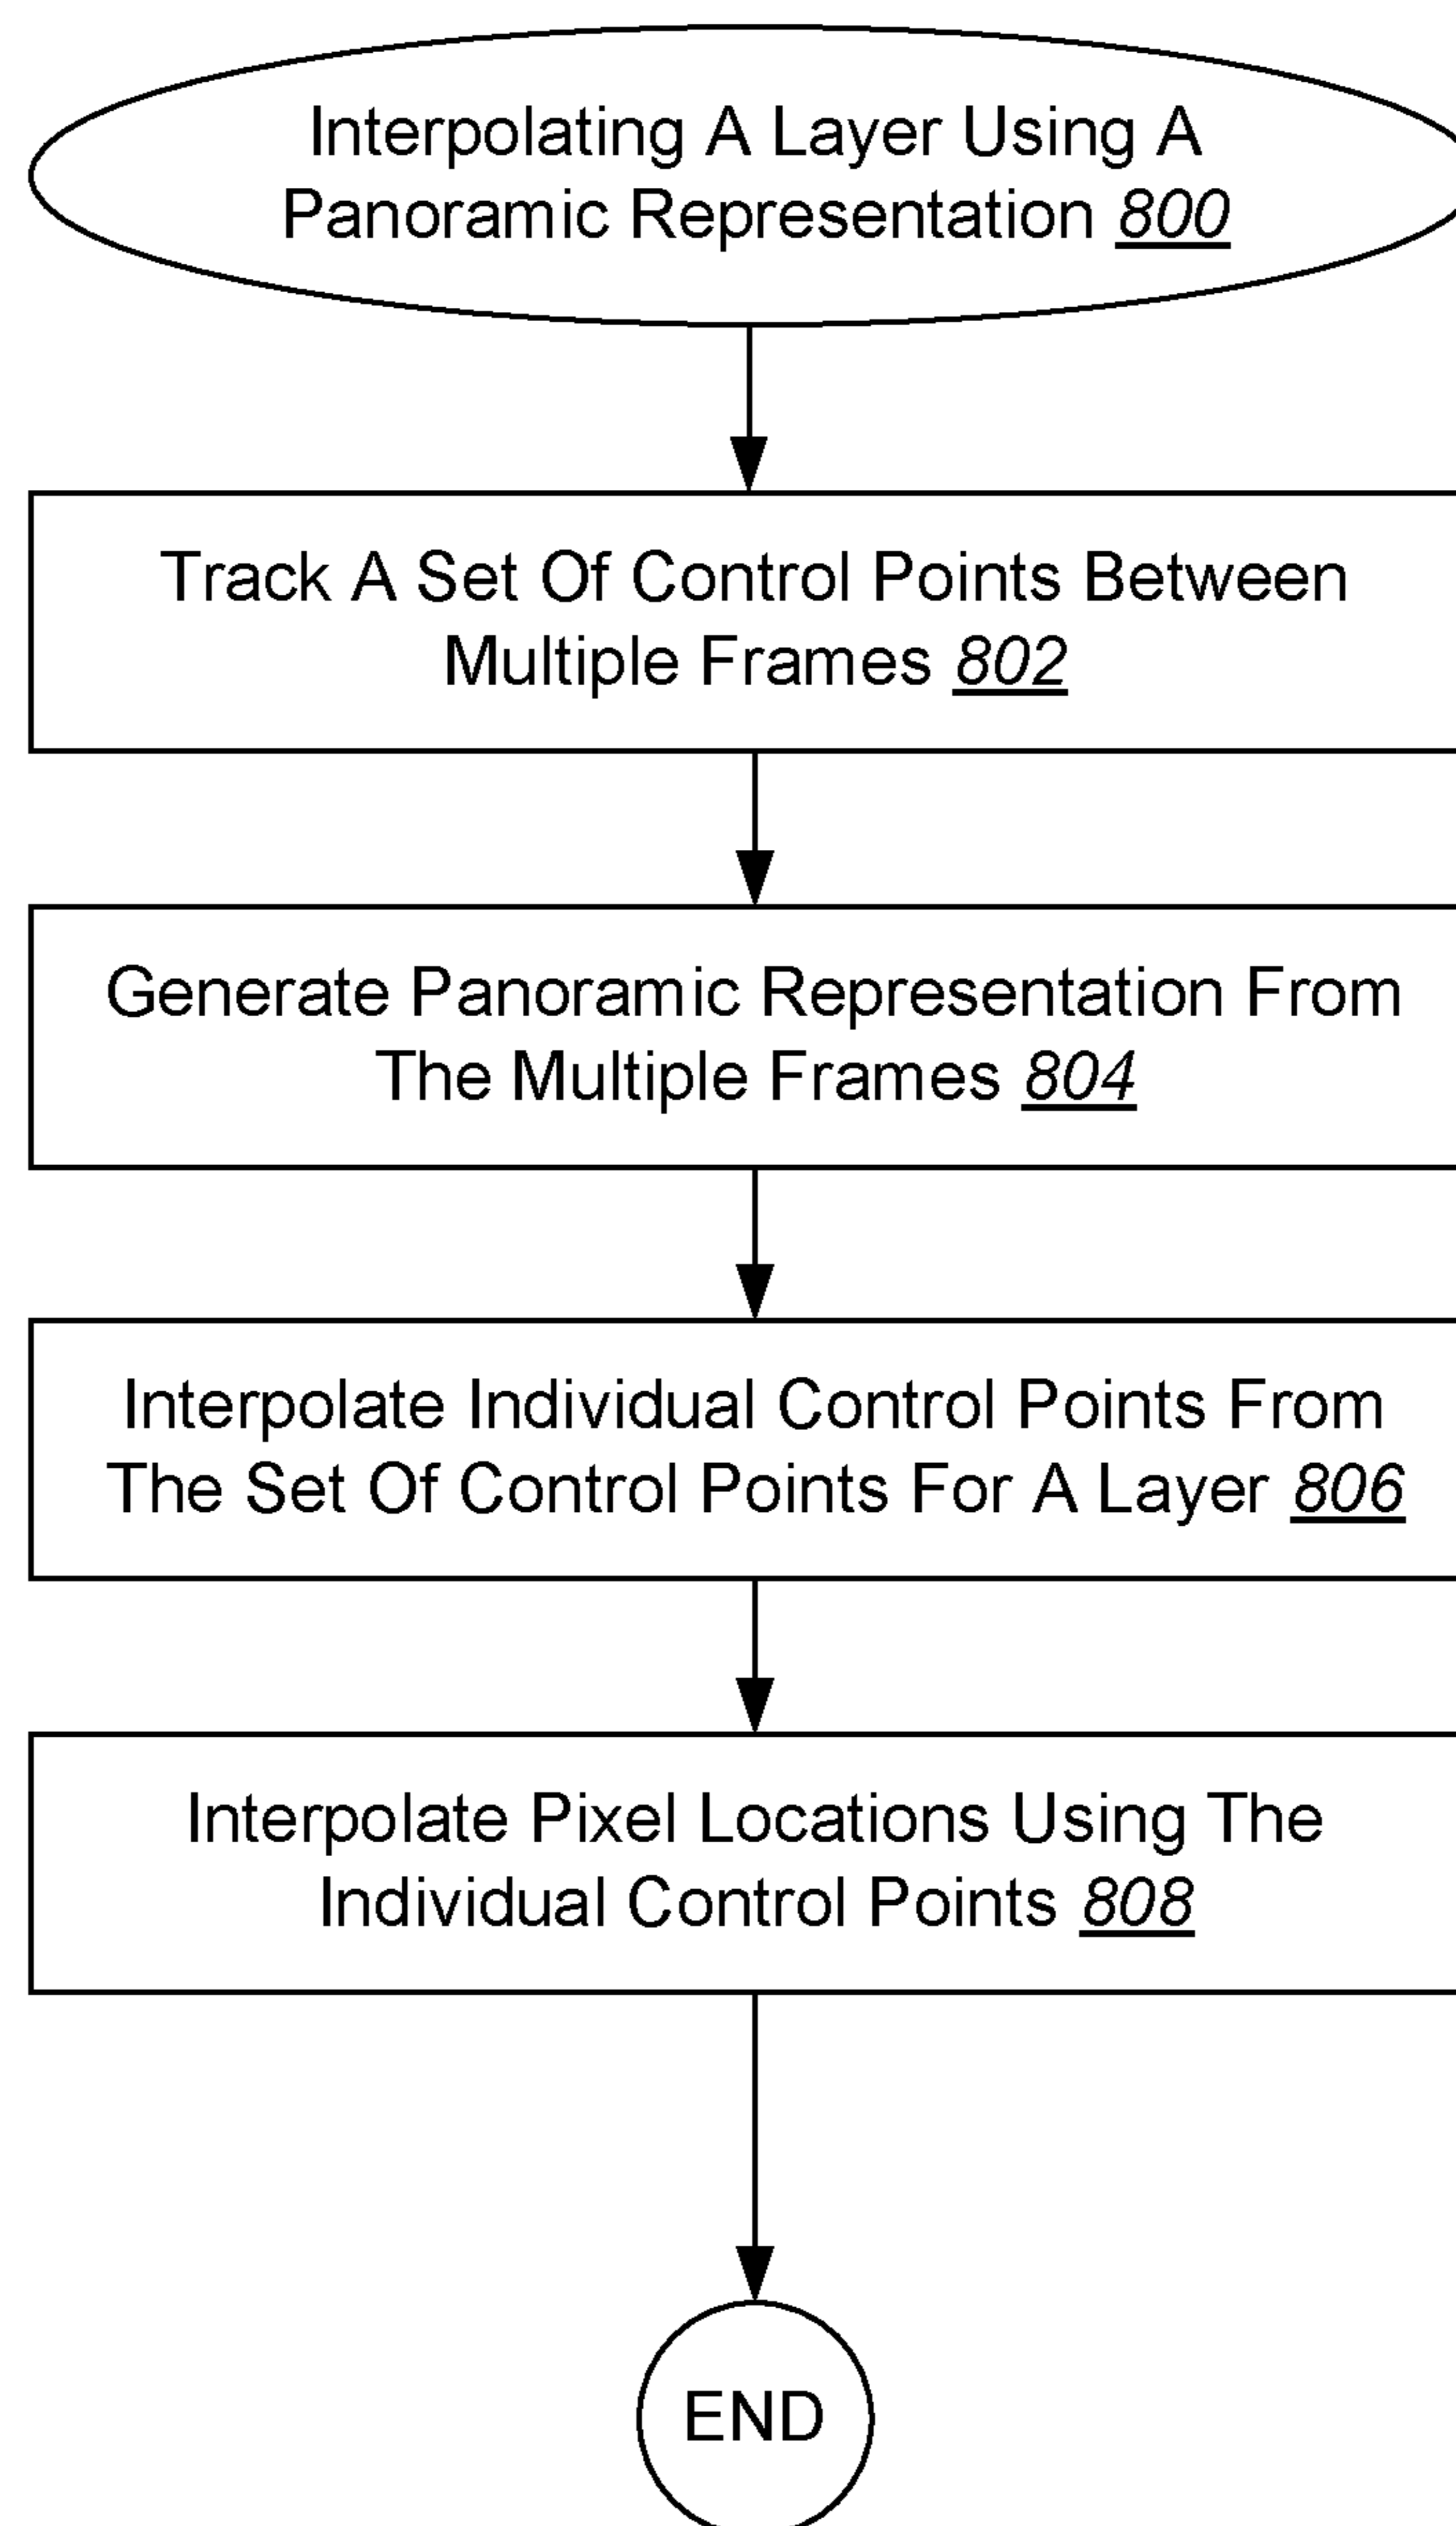 Interpolating A Layer Using A
Panoramic Representation 800
Track A Set Of Control Points Between
Multiple Frames 802
Generate Panoramic Representation From
The Multiple Frames 804
Interpolate Individual Control Points From
The Set Of Control Points For A Layer 806
Interpolate Pixel Locations Using The
Individual Control Points 808
END